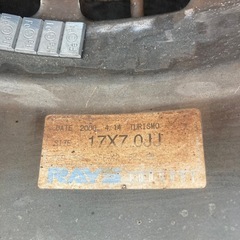 DATE 2000. 4.14 TURISMO
SIZE 17X7.0JJ
RAYS